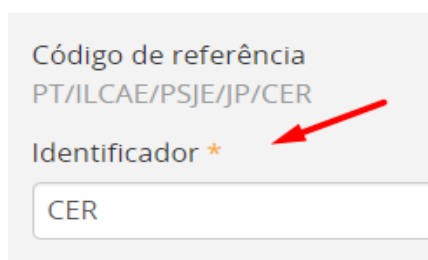 Código de referência
PT/ILCAE/PSJE/JP/CER
Identificador *
CER